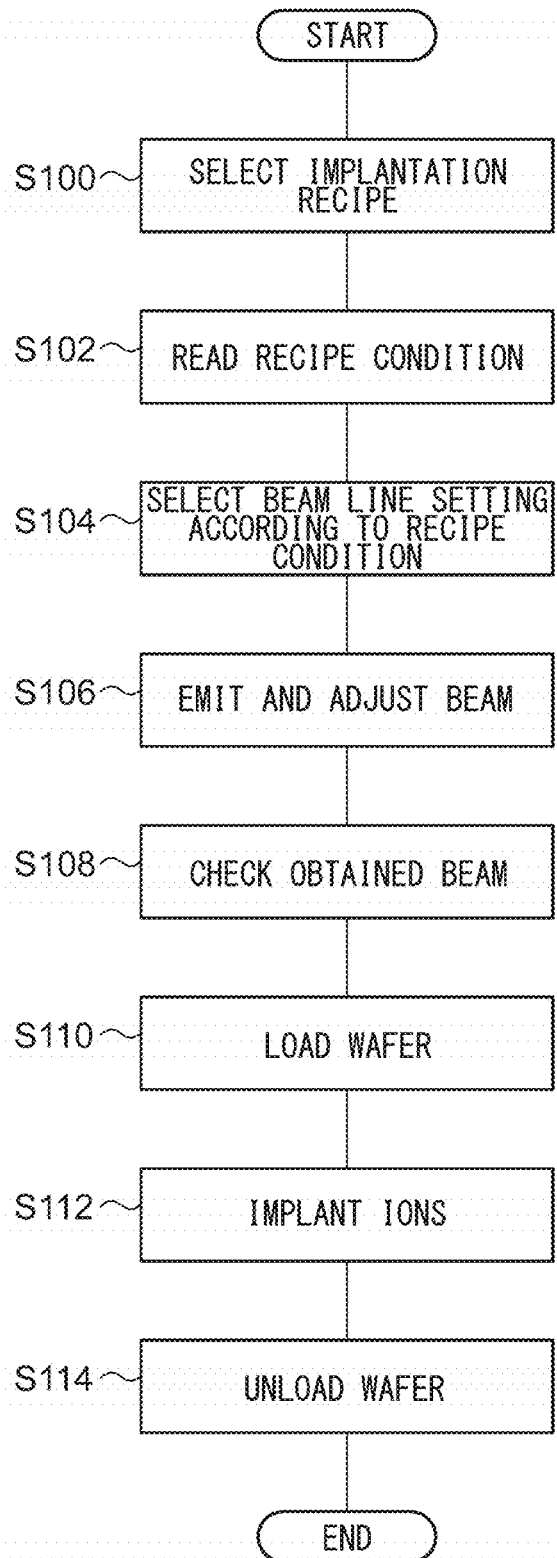 START
S100
SELECT IMPLANTATION
RECIPE
S102
READ RECIPE CONDITION
S104
SELECT BEAM LINE SETTING
ACCORDING TO RECIPE
CONDITION
S106
EMIT AND ADJUST BEAM
S108
CHECK OBTAINED BEAM
S110
LOAD WAFER
S112
IMPLANT IONS
S114
UNLOAD WAFER
END